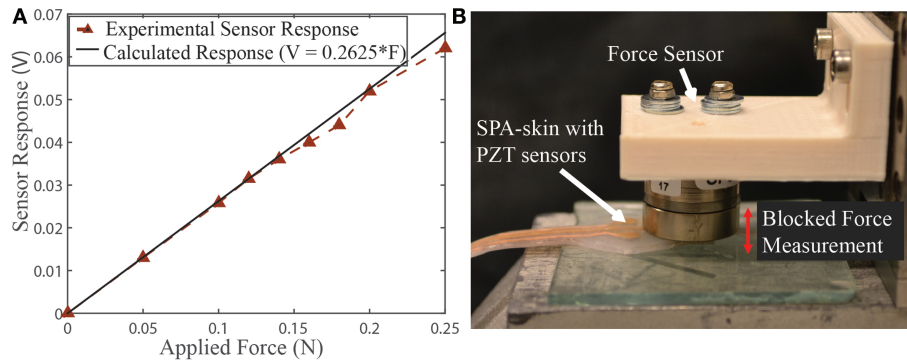 A
0.07
0.06
0.05
0.04
0.03
0.02
0.01
0
Sensor Response (V)
Experimental Sensor Response
Calculated Response (V = 0.2625*F)
0
0.05
0.1
0.15
0.2
0.25
Applied Force (N)
B
Force Sensor
SPA-skin with
PZT sensors
17
Blocked Force
Measurement